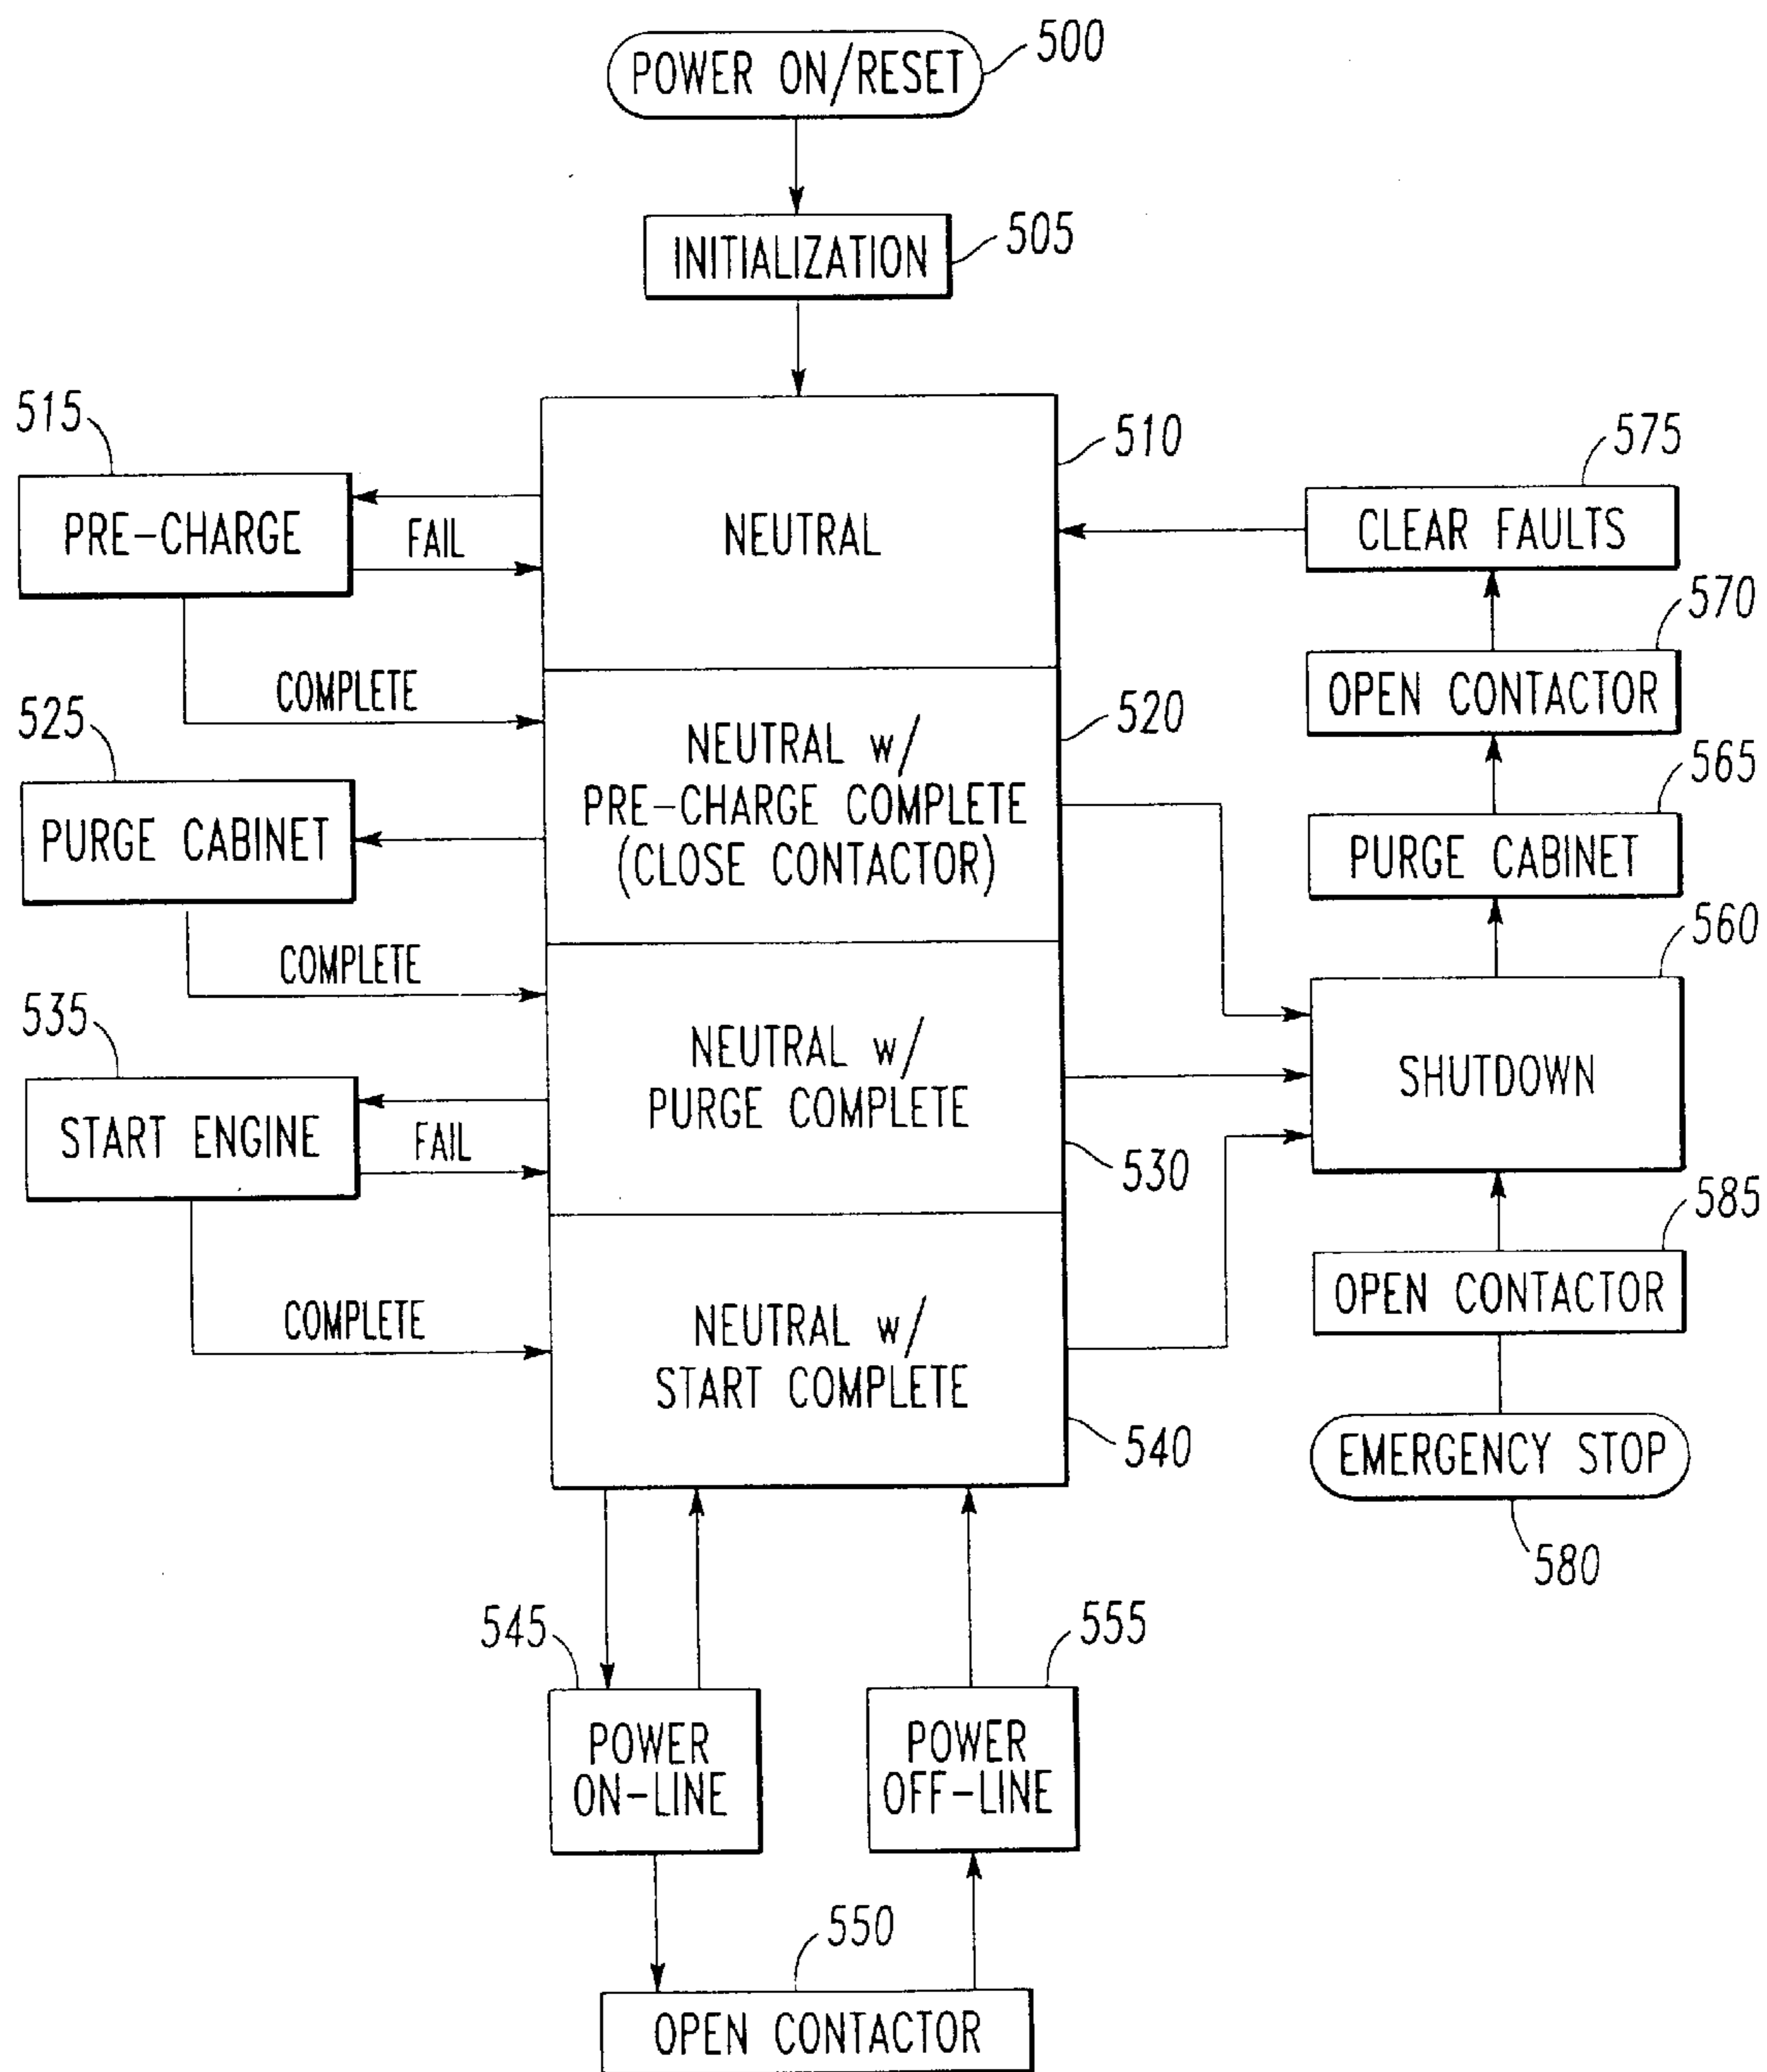 POWER ON/RESET
500
INITIALIZATION
505
515
PRE-CHARGE
FAIL
COMPLETE
NEUTRAL
510
575
CLEAR FAULTS
570
OPEN CONTACTOR
525
PURGE CABINET
COMPLETE
NEUTRAL w/
PRE-CHARGE COMPLETE
(CLOSE CONTACTOR)
520
565
PURGE CABINET
560
SHUTDOWN
535
START ENGINE
FAIL
COMPLETE
NEUTRAL w/
PURGE COMPLETE
530
585
OPEN CONTACTOR
NEUTRAL w/
START COMPLETE
540
EMERGENCY STOP
580
545
POWER
ON-LINE
555
POWER
OFF-LINE
550
OPEN CONTACTOR